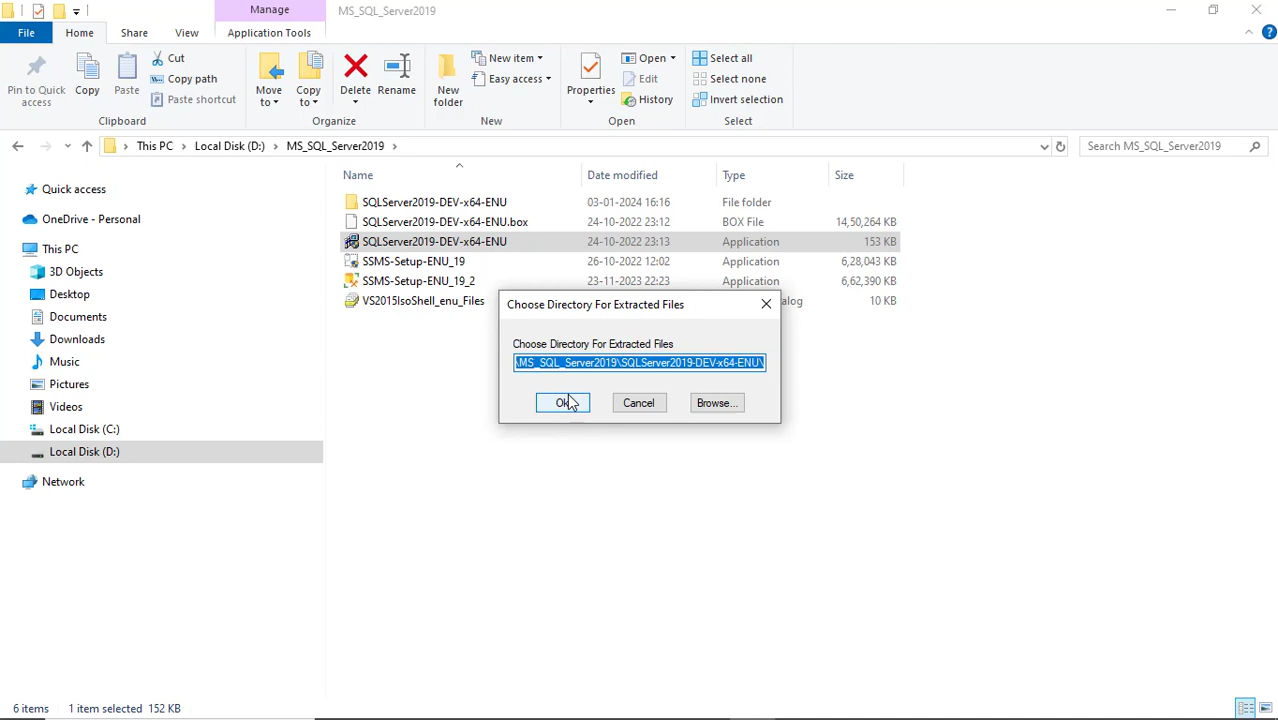 Manage
MS_SQL_Server2019
File
Home
Share
View
Application Tools
Pin to Quick access
Copy
Paste
Cut
Copy path
Paste shortcut
Clipboard
Move to
Copy to
Delete
Rename
Organize
New folder
New item
Easy access
New
Properties
Open
Edit
History
Open
Select all
Select none
Invert selection
Select
This PC
Local Disk (D:)
MS_SQL_Server2019
Search MS_SQL_Server2019
Quick access
OneDrive - Personal
This PC
3D Objects
Desktop
Documents
Downloads
Music
Pictures
Videos
Local Disk (C:)
Local Disk (D:)
Network
Name Date modified Type Size
SQLServer2019-DEV-x64-ENU 03-01-2024 16:16 File folder
SQLServer2019-DEV-x64-ENU.box 24-10-2022 23:12 BOX File 14,50,264 KB
SQLServer2019-DEV-x64-ENU 24-10-2022 23:13 Application 153 KB
SSMS-Setup-ENU_19 26-10-2022 12:02 Application 6,28,043 KB
SSMS-Setup-ENU_19_2 23-11-2023 22:23 Application 6,62,390 KB
VS2015IsoShell_enu_Files 10 KB
Choose Directory For Extracted Files
Choose Directory For Extracted Files
\MS_SQL_Server2019\SQLServer2019-DEV-x64-ENU\
Ok
Cancel
Browse...
6 items 1 item selected 152 KB